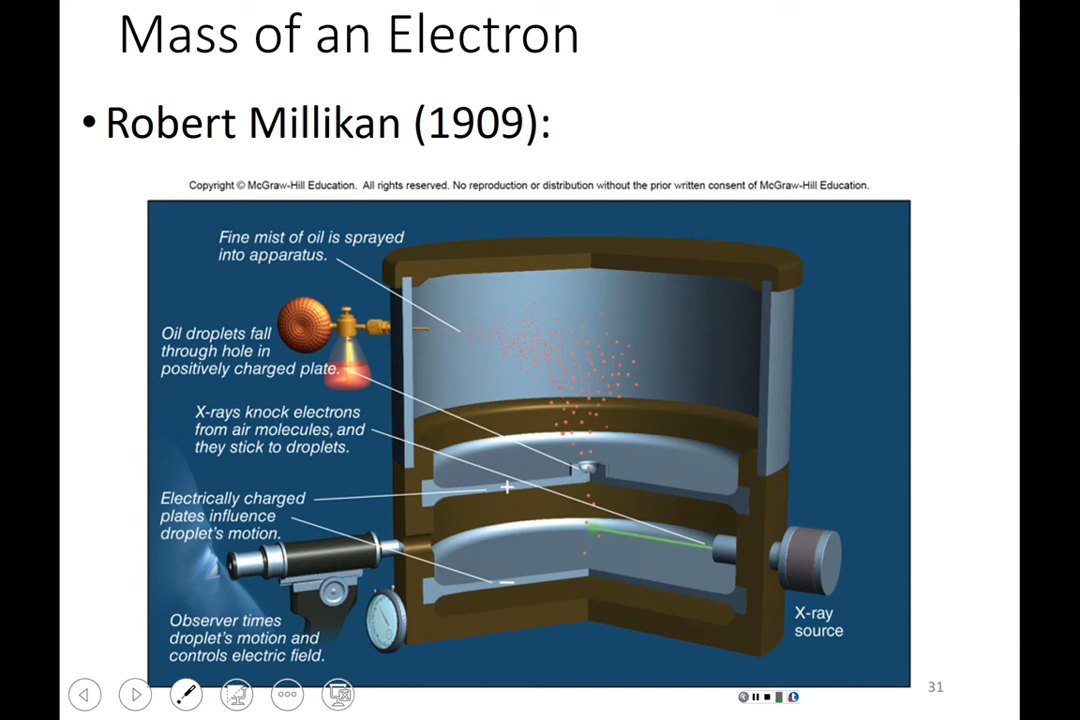 Mass of an Electron
• Robert Millikan (1909):
Copyright © McGraw-Hill Education. All rights reserved. No reproduction or distribution without the prior written consent of McGraw-Hill Education.
Fine mist of oil is sprayed
into apparatus.
Oil droplets fall
through hole in
positively charged plate.
X-rays knock electrons
from air molecules, and
they stick to droplets.
+
Electrically charged
plates influence
droplet's motion.
–
X-ray
source
Observer times
droplet's motion and
controls electric field.
31